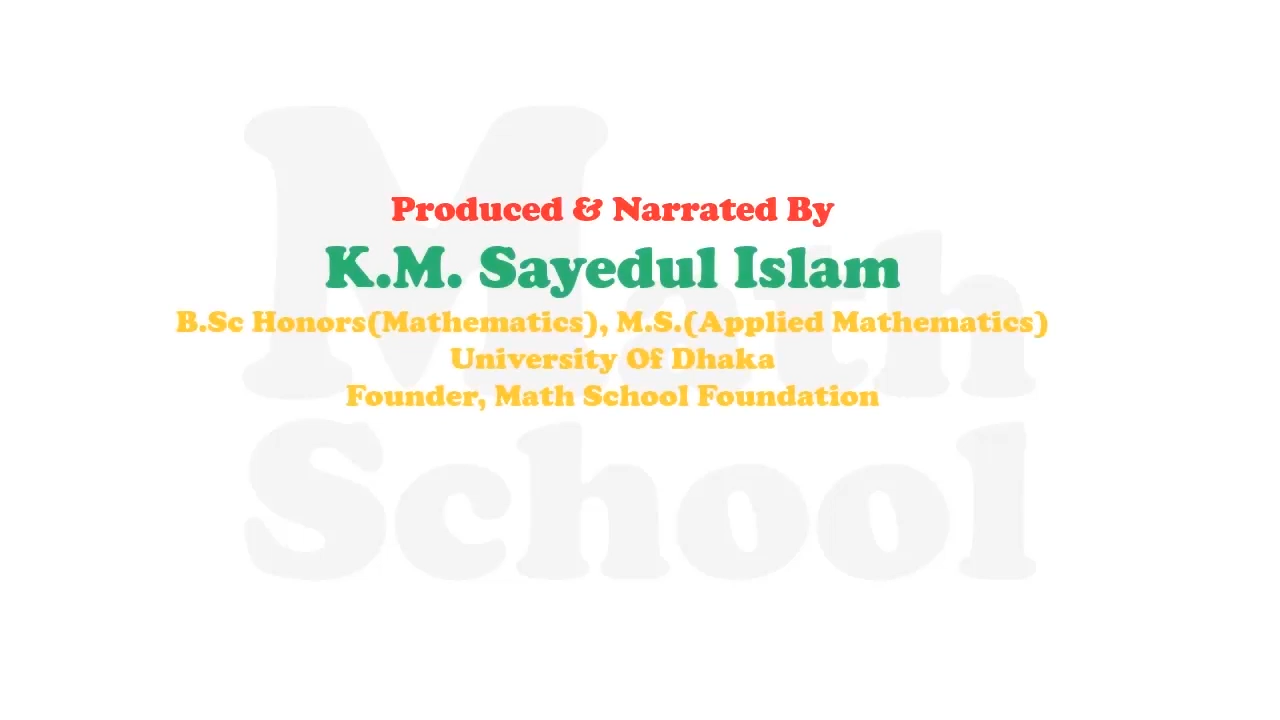 Produced & Narrated By
K.M. Sayedul Islam
B.Sc Honors(Mathematics), M.S.(Applied Mathematics)
University Of Dhaka
Founder, Math School Foundation
Math
School